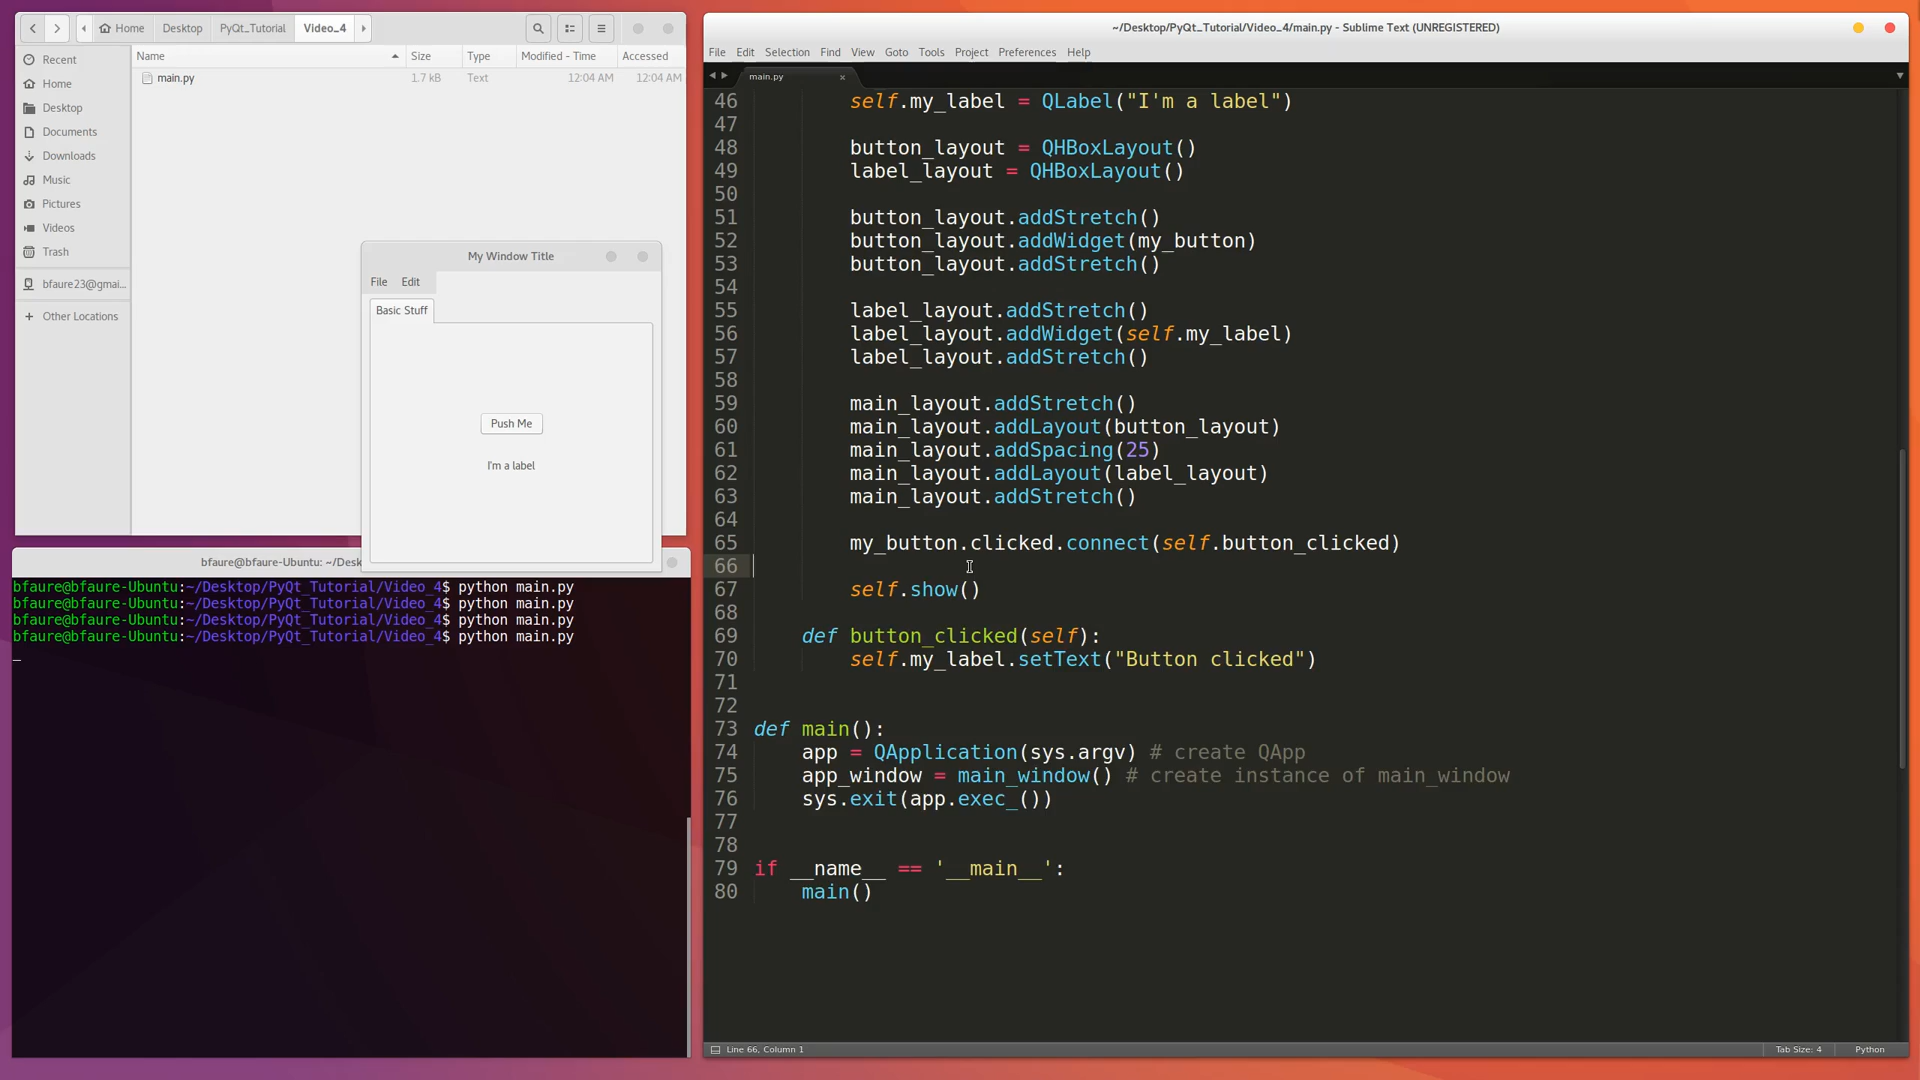 Home Desktop PyQt_Tutorial Video_4
Name Size Type Modified - Time Accessed
main.py 1.7 kB Text 12:04 AM 12:04 AM
Recent
Home
Desktop
Documents
Downloads
Music
Pictures
Videos
Trash
bfaure23@gmai...
Other Locations
My Window Title
File Edit
Basic Stuff
Push Me
I'm a label
bfaure@bfaure-Ubuntu: ~/Desk
bfaure@bfaure-Ubuntu:~/Desktop/PyQt_Tutorial/Video_4$ python main.py
bfaure@bfaure-Ubuntu:~/Desktop/PyQt_Tutorial/Video_4$ python main.py
bfaure@bfaure-Ubuntu:~/Desktop/PyQt_Tutorial/Video_4$ python main.py
bfaure@bfaure-Ubuntu:~/Desktop/PyQt_Tutorial/Video_4$ python main.py
~/Desktop/PyQt_Tutorial/Video_4/main.py - Sublime Text (UNREGISTERED)
File Edit Selection Find View Goto Tools Project Preferences Help
main.py
46 self.my_label = QLabel("I'm a label")
47
48 button_layout = QHBoxLayout()
49 label_layout = QHBoxLayout()
50
51 button_layout.addStretch()
52 button_layout.addWidget(my_button)
53 button_layout.addStretch()
54
55 label_layout.addStretch()
56 label_layout.addWidget(self.my_label)
57 label_layout.addStretch()
58
59 main_layout.addStretch()
60 main_layout.addLayout(button_layout)
61 main_layout.addSpacing(25)
62 main_layout.addLayout(label_layout)
63 main_layout.addStretch()
64
65 my_button.clicked.connect(self.button_clicked)
66
67 self.show()
68
69 def button_clicked(self):
70 self.my_label.setText("Button clicked")
71
72
73 def main():
74 app = QApplication(sys.argv) # create QApp
75 app_window = main_window() # create instance of main_window
76 sys.exit(app.exec_())
77
78
79 if __name__ == '__main__':
80 main()
Line 66, Column 1 Tab Size: 4 Python